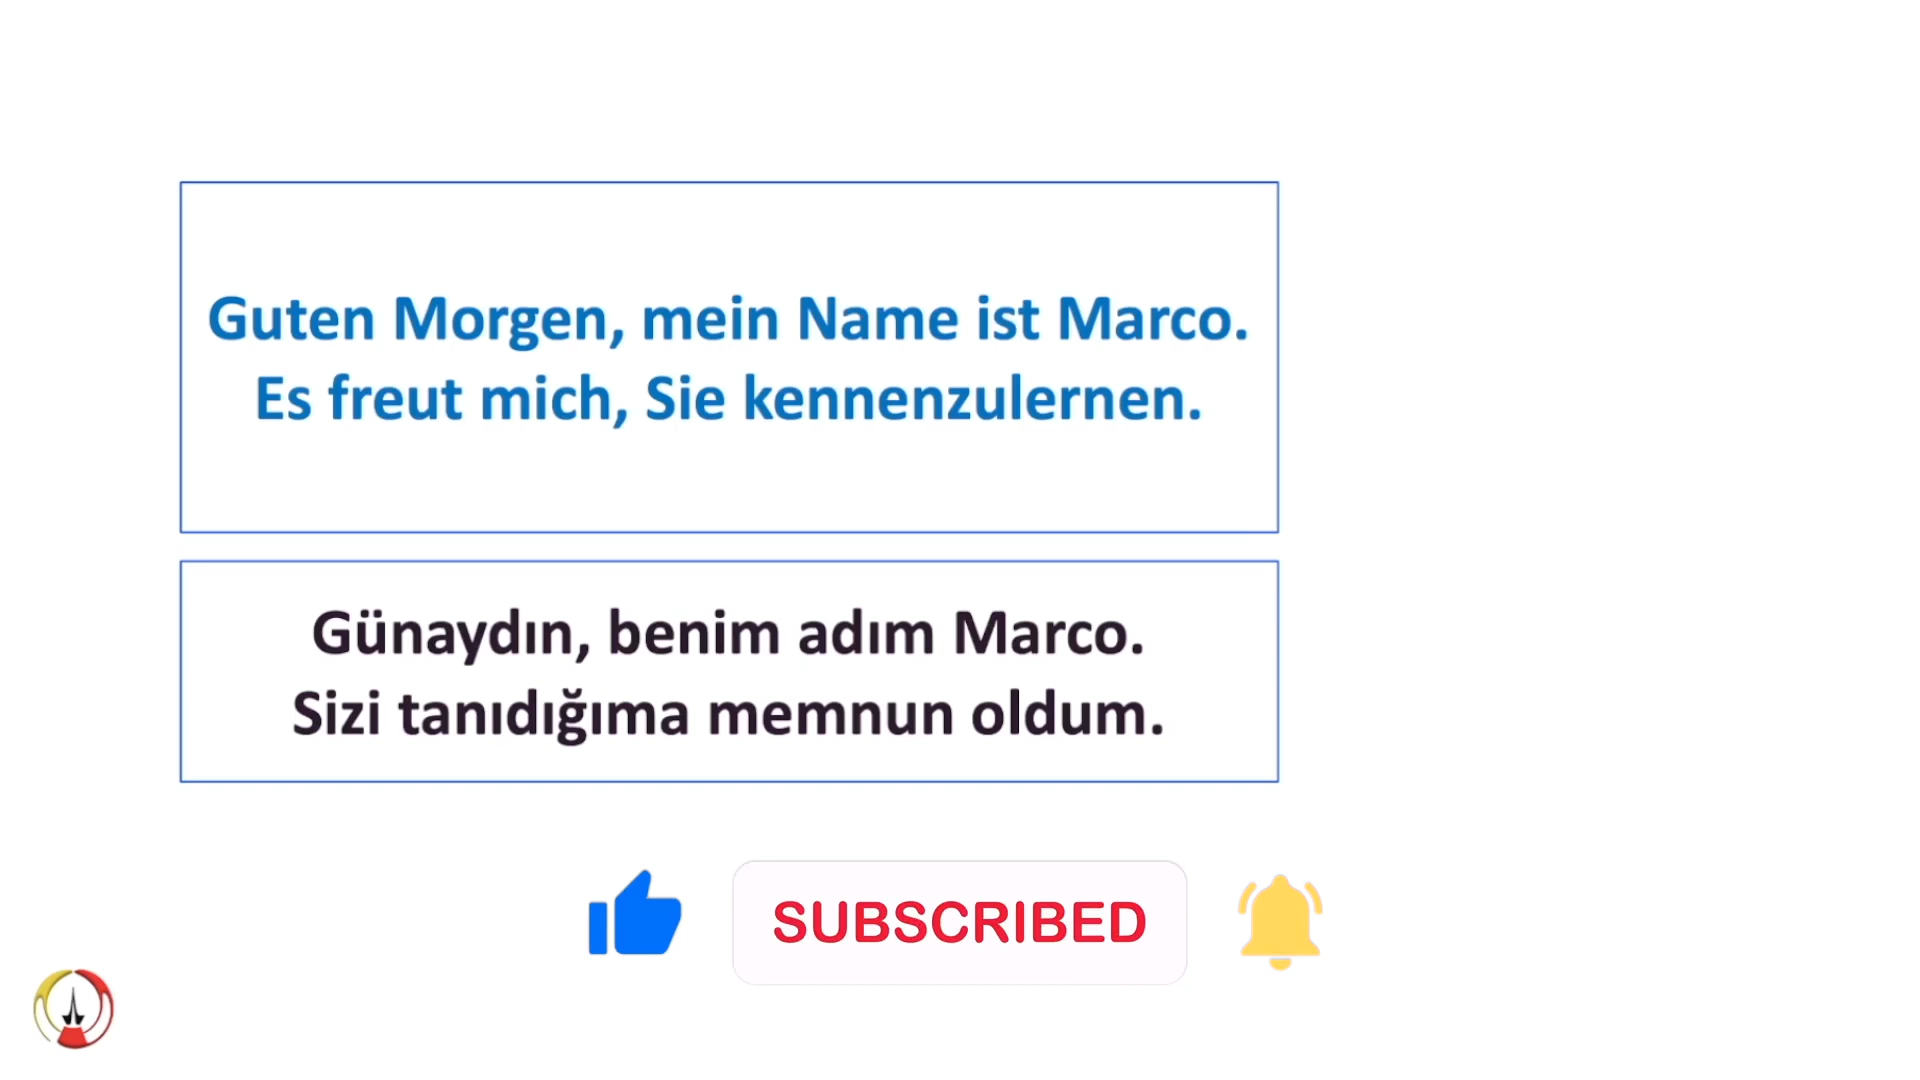 Guten Morgen, mein Name ist Marco.
Es freut mich, Sie kennenzulernen.
Günaydın, benim adım Marco.
Sizi tanıdığıma memnun oldum.
SUBSCRIBED